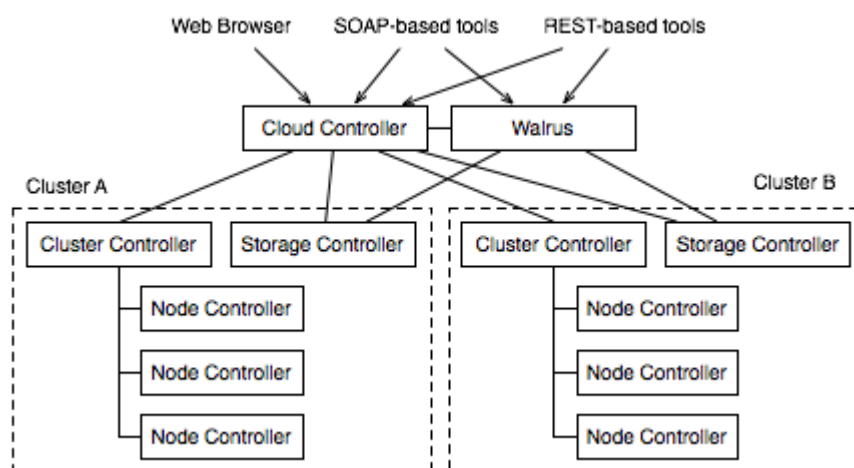 Web Browser
SOAP-based tools
REST-based tools
Cloud Controller
Walrus
Cluster A
Cluster B
Cluster Controller
Storage Controller
Cluster Controller
Storage Controller
Node Controller
Node Controller
Node Controller
Node Controller
Node Controller
Node Controller